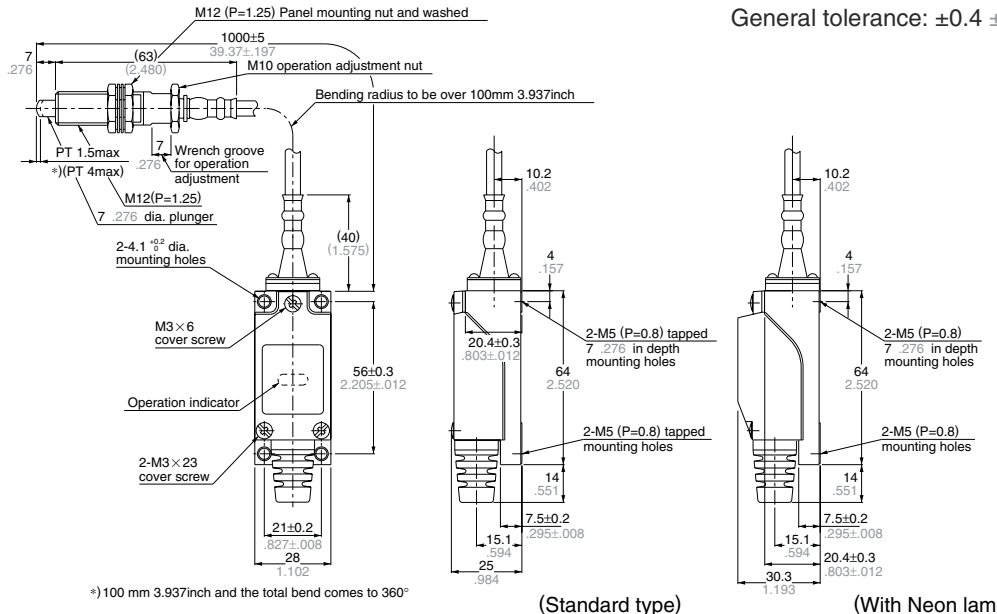 M12 (P=1.25) Panel mounting nut and washed
General tolerance: ±0.4 ±
1000±5
39.37±.197
7
.276
(63)
(2.480)
M10 operation adjustment nut
Bending radius to be over 100mm 3.937inch
PT 1.5max
*)(PT 4max)
7
.276
Wrench groove
for operation
adjustment
M12(P=1.25)
7 .276 dia. plunger
2-4.1 +0.2 0 dia.
mounting holes
(40)
(1.575)
M3×6
cover screw
56±0.3
2.205±.012
Operation indicator
2-M3×23
cover screw
21±0.2
.827±.008
28
1.102
*)100 mm 3.937inch and the total bend comes to 360°
10.2
.402
4
.157
20.4±0.3
.803±.012
2-M5 (P=0.8) tapped
7 .276 in depth
mounting holes
64
2.520
2-M5 (P=0.8) tapped
mounting holes
14
.551
7.5±0.2
.295±.008
15.1
.594
25
.984
(Standard type)
10.2
.402
4
.157
2-M5 (P=0.8)
7 .276 in depth
mounting holes
64
2.520
2-M5 (P=0.8)
mounting holes
14
.551
7.5±0.2
.295±.008
15.1
.594
20.4±0.3
.803±.012
30.3
1.193
(With Neon lam